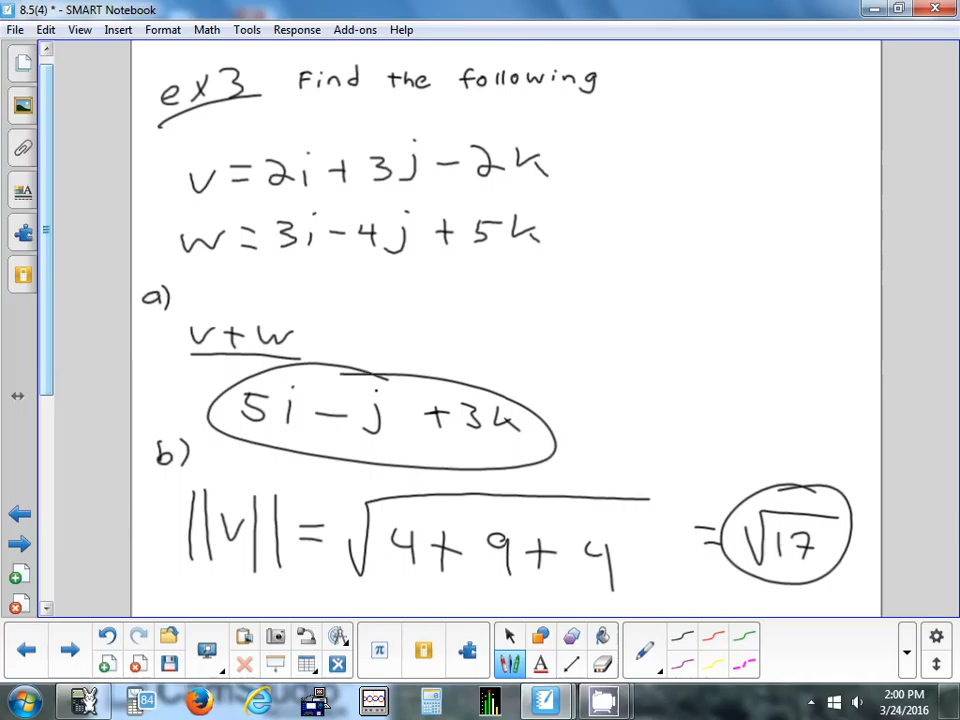 8.5(4) * - SMART Notebook
File Edit View Insert Format Math Tools Response Add-ons Help
ex3 Find the following
v = 2i + 3j - 2k
w = 3i - 4j + 5k
a)
v + w
5i - j + 3k
b)
||v|| = √4 + 9 + 4 = √17
π
A
84
2:00 PM
3/24/2016